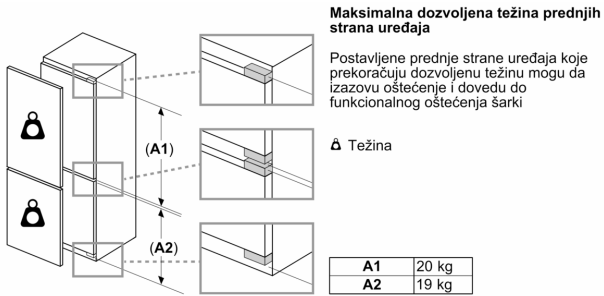 Maksimalna dozvoljena težina prednjih
strana uređaja
Postavljene prednje strane uređaja koje
prekoračuju dozvoljenu težinu mogu da
izazovu oštećenje i dovedu do
funkcionalnog oštećenja šarki
Težina
(A1)
(A2)
A1 20 kg
A2 19 kg